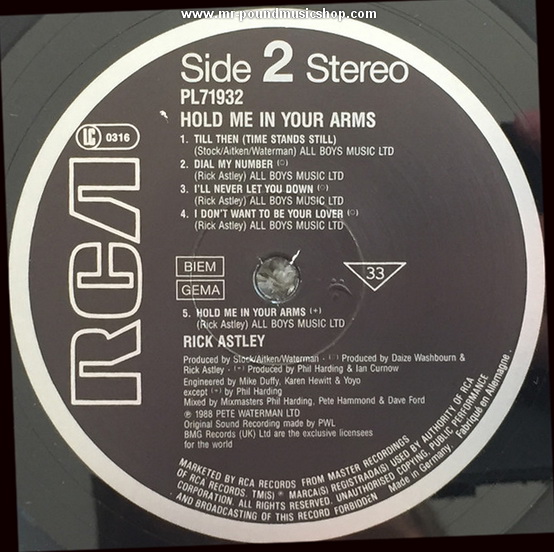 www.mr-poundmusicshop.com
Side 2 Stereo
PL71932
HOLD ME IN YOUR ARMS
1. TILL THEN (TIME STANDS STILL)
(Stock/Aitken/Waterman) ALL BOYS MUSIC LTD
2. DIAL MY NUMBER (○)
(Rick Astley) ALL BOYS MUSIC LTD
3. I'LL NEVER LET YOU DOWN (○)
(Rick Astley) ALL BOYS MUSIC LTD
4. I DON'T WANT TO BE YOUR LOVER (○)
(Rick Astley) ALL BOYS MUSIC LTD
LC 0316
RCA
BIEM
GEMA
33
5. HOLD ME IN YOUR ARMS (+)
(Rick Astley) ALL BOYS MUSIC LTD
RICK ASTLEY
Produced by Stock/Aitken/Waterman - (○) Produced by Daize Washbourn &
Rick Astley - (+) Produced by Phil Harding & Ian Curnow
Engineered by Mike Duffy, Karen Hewitt & Yoyo
except (+) by Phil Harding
Mixed by Mixmasters Phil Harding, Pete Hammond & Dave Ford
℗ 1988 PETE WATERMAN LTD
Original Sound Recording made by PWL
BMG Records (UK) Ltd are the exclusive licensees
for the world
MARKETED BY RCA RECORDS FROM MASTER RECORDINGS
OF RCA RECORDS. TM(S) ® MARCA(S) REGISTRADA(S) USED BY AUTHORITY OF RCA
CORPORATION. ALL RIGHTS RESERVED. UNAUTHORISED COPYING, PUBLIC PERFORMANCE
AND BROADCASTING OF THIS RECORD FORBIDDEN
Made in Germany. Fabriqué en Allemagne.